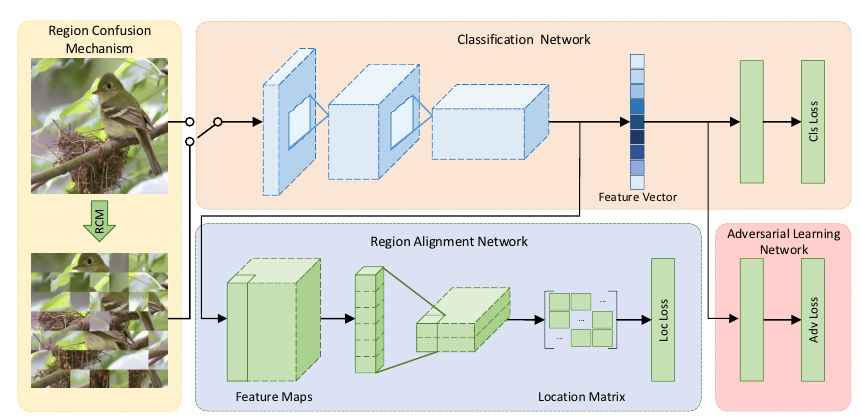 Region Confusion
Mechanism
RCM
Classification Network
Feature Vector
Cls Loss
Region Alignment Network
Feature Maps
...
...
Location Matrix
Loc Loss
Adversarial Learning
Network
Adv Loss